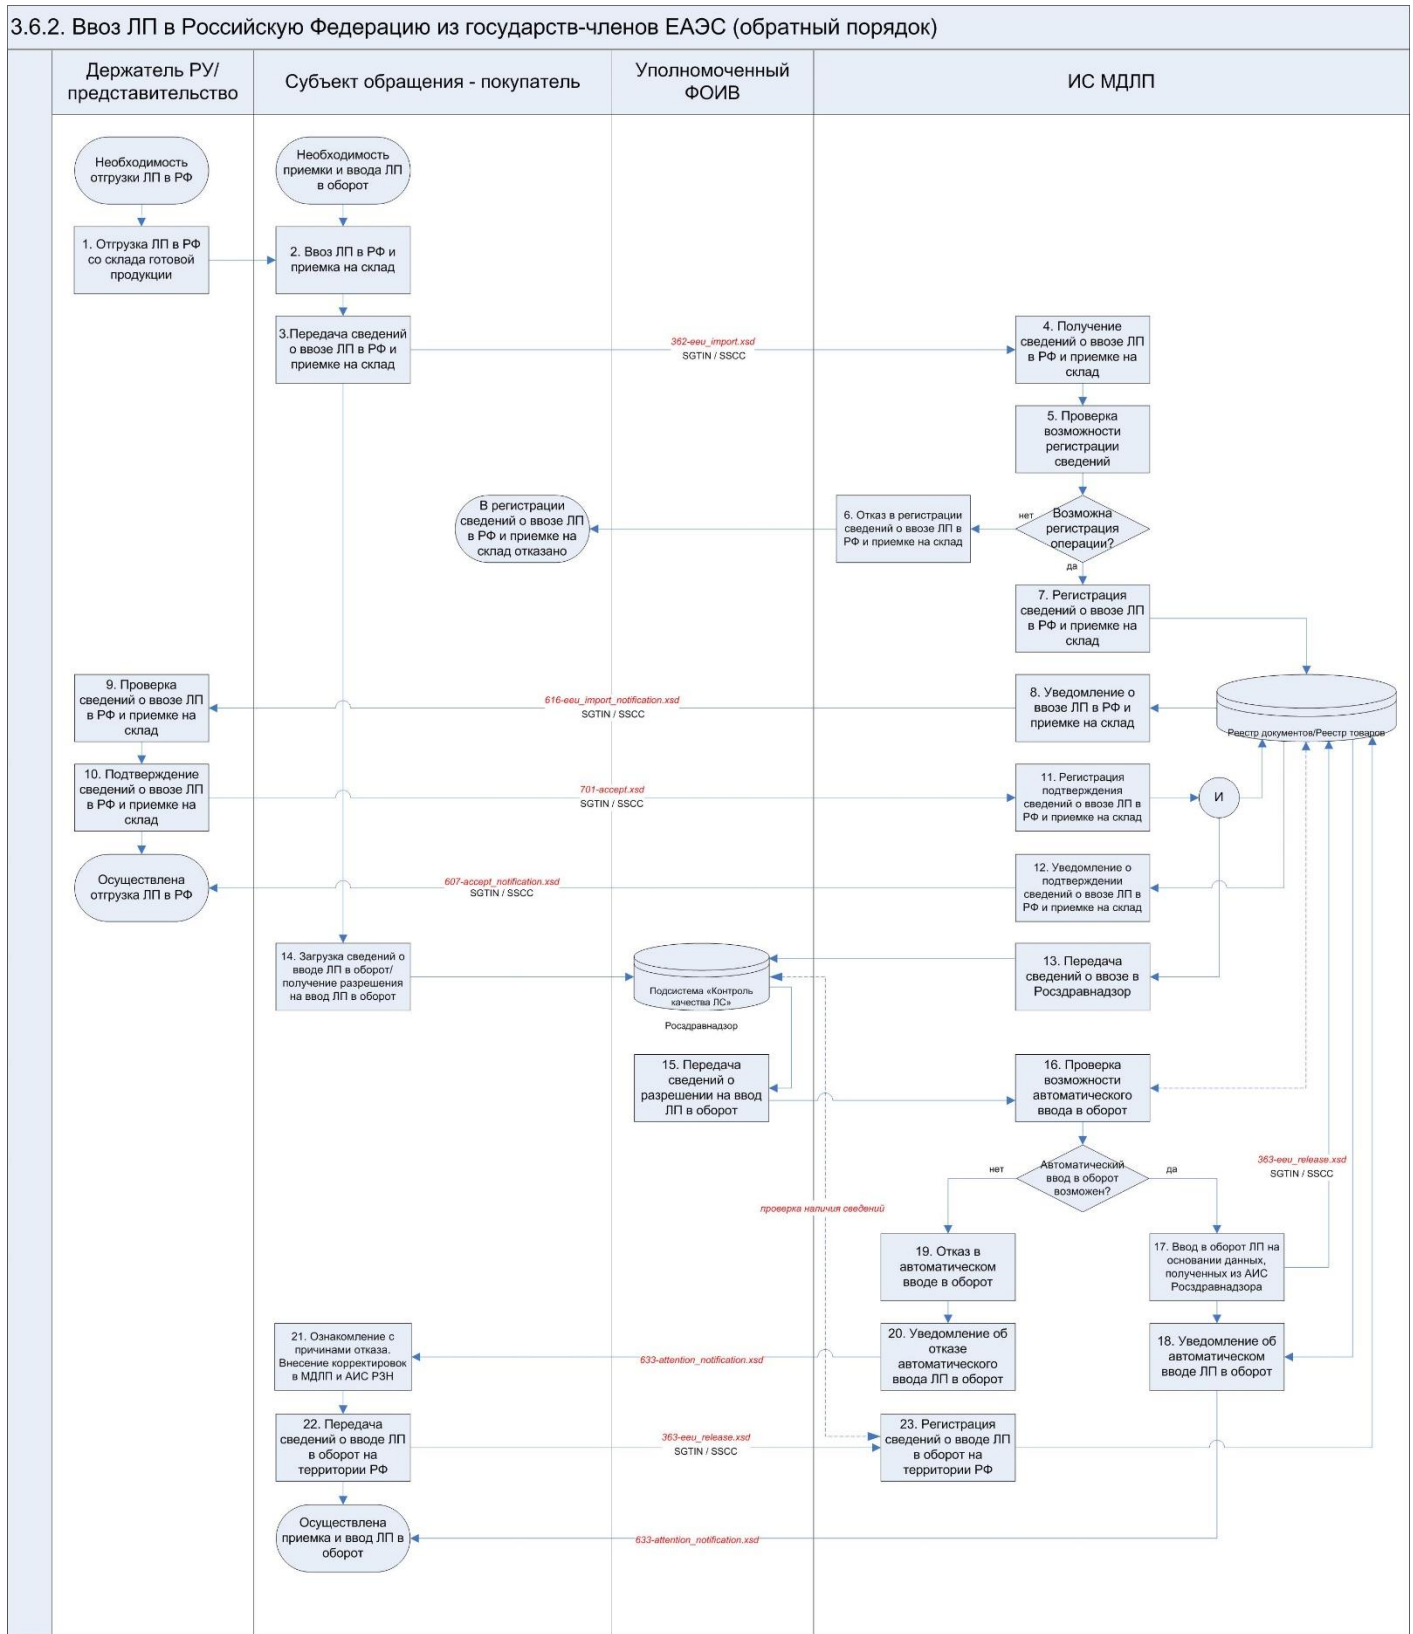 3.6.2. Ввоз ЛП в Российскую Федерацию из государств-членов ЕАЭС (обратный порядок)
Держатель РУ/
представительство
Субъект обращения - покупатель
Уполномоченный
ФОИВ
ИС МДЛП
Необходимость
отгрузки ЛП в РФ
Необходимость
приемки и ввода ЛП
в оборот
1. Отгрузка ЛП в РФ
со склада готовой
продукции
2. Ввоз ЛП в РФ и
приемка на склад
3.Передача сведений
о ввозе ЛП в РФ и
приемке на склад
362-eeu_import.xsd
SGTIN / SSCC
4. Получение
сведений о ввозе ЛП
в РФ и приемке на
склад
5. Проверка
возможности
регистрации
сведений
В регистрации
сведений о ввозе ЛП
в РФ и приемке на
склад отказано
6. Отказ в регистрации
сведений о ввозе ЛП в
РФ и приемке на склад
нет
Возможна
регистрация
операции?
да
7. Регистрация
сведений о ввозе ЛП
в РФ и приемке на
склад
9. Проверка
сведений о ввозе ЛП
в РФ и приемке на
склад
616-eeu_import_notification.xsd
SGTIN / SSCC
8. Уведомление о
ввозе ЛП в РФ и
приемке на склад
Реестр документов/Реестр товаров
10. Подтверждение
сведений о ввозе ЛП
в РФ и приемке на
склад
701-accept.xsd
SGTIN / SSCC
11. Регистрация
подтверждения
сведений о ввозе ЛП в
РФ и приемке на склад
И
Осуществлена
отгрузка ЛП в РФ
607-accept_notification.xsd
SGTIN / SSCC
12. Уведомление о
подтверждении
сведений о ввозе ЛП в
РФ и приемке на склад
14. Загрузка сведений о
вводе ЛП в оборот/
получение разрешения
на ввод ЛП в оборот
Подсистема «Контроль
качества ЛС»
Росздравнадзор
13. Передача
сведений о ввозе в
Росздравнадзор
15. Передача
сведений о
разрешении на ввод
ЛП в оборот
16. Проверка
возможности
автоматического
ввода в оборот
нет
Автоматический
ввод в оборот
возможен?
да
363-eeu_release.xsd
SGTIN / SSCC
проверка наличия сведений
19. Отказ в
автоматическом
вводе в оборот
17. Ввод в оборот ЛП на
основании данных,
полученных из АИС
Росздравнадзора
21. Ознакомление с
причинами отказа.
Внесение корректировок
в МДЛП и АИС РЗН
633-attention_notification.xsd
20. Уведомление об
отказе
автоматического
ввода ЛП в оборот
18. Уведомление об
автоматическом
вводе ЛП в оборот
22. Передача
сведений о вводе ЛП
в оборот на
территории РФ
363-eeu_release.xsd
SGTIN / SSCC
23. Регистрация
сведений о вводе ЛП
в оборот на
территории РФ
Осуществлена
приемка и ввод ЛП в
оборот
633-attention_notification.xsd